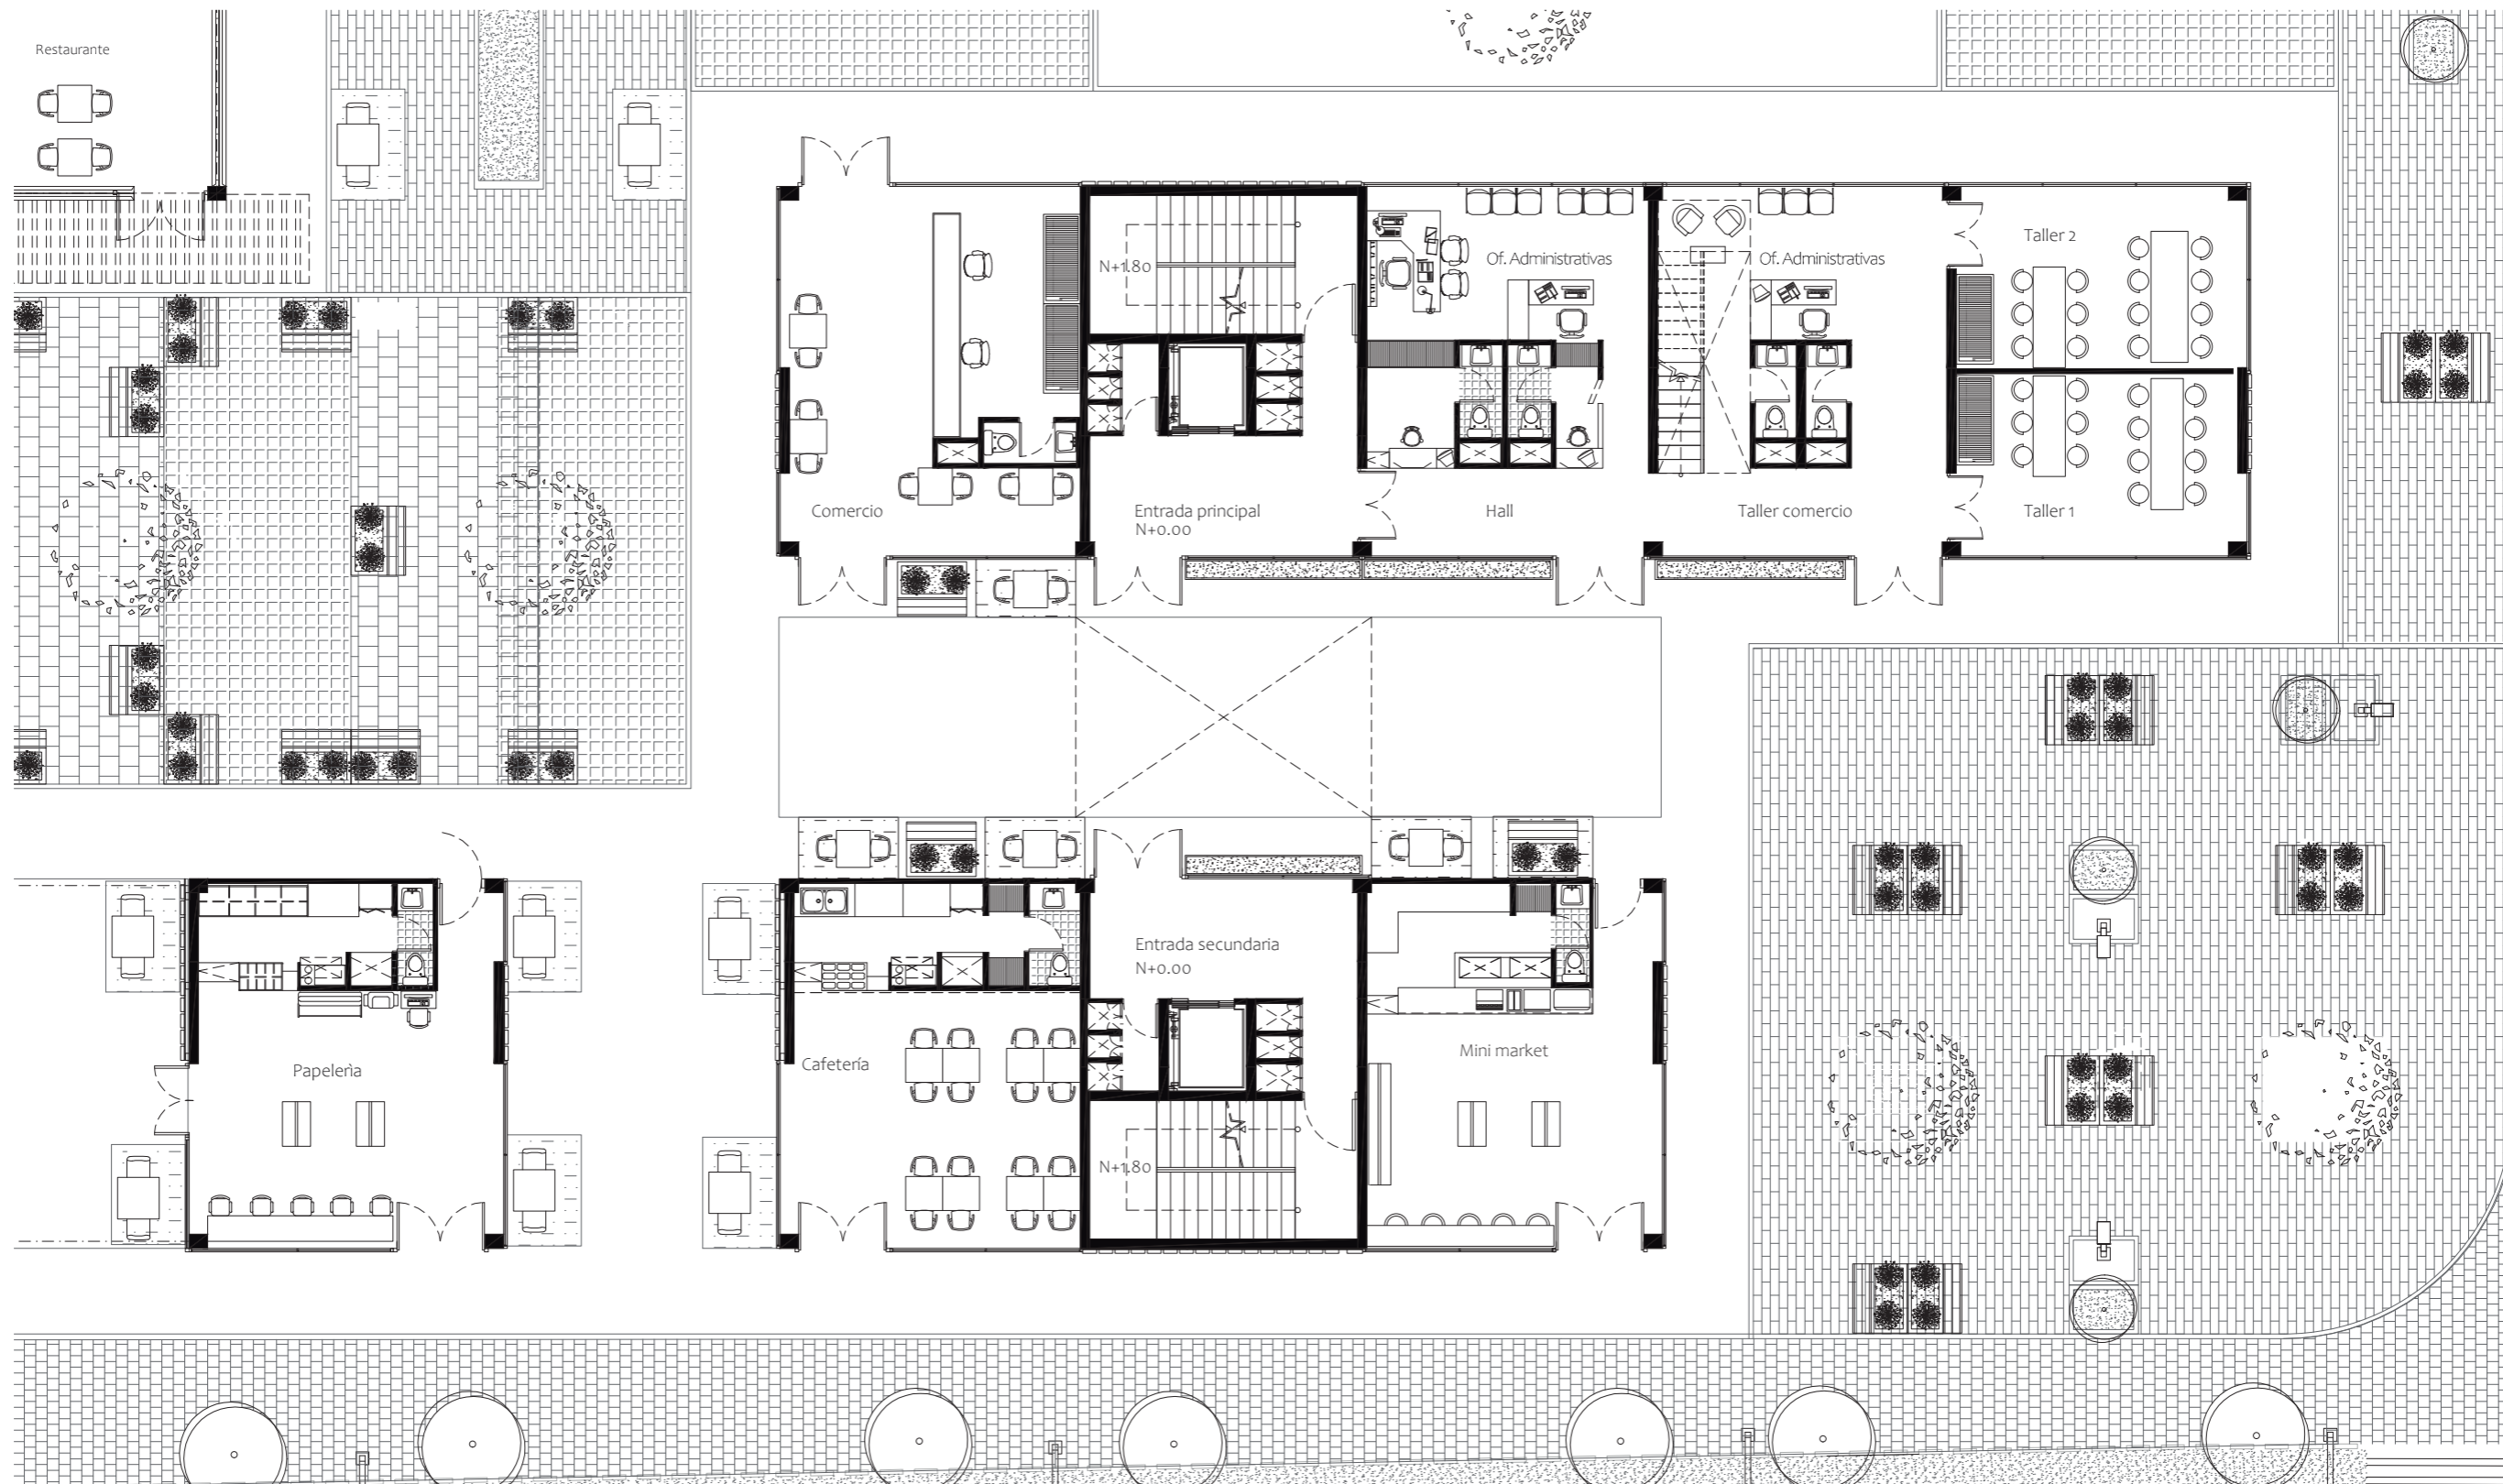 Restaurante
N+1.80
Of. Administrativas
Of. Administrativas
Taller 2
Comercio
Entrada principal
N+0.00
Hall
Taller comercio
Taller 1
Entrada secundaria
N+0.00
Papelería
Cafetería
Mini market
N+1.80